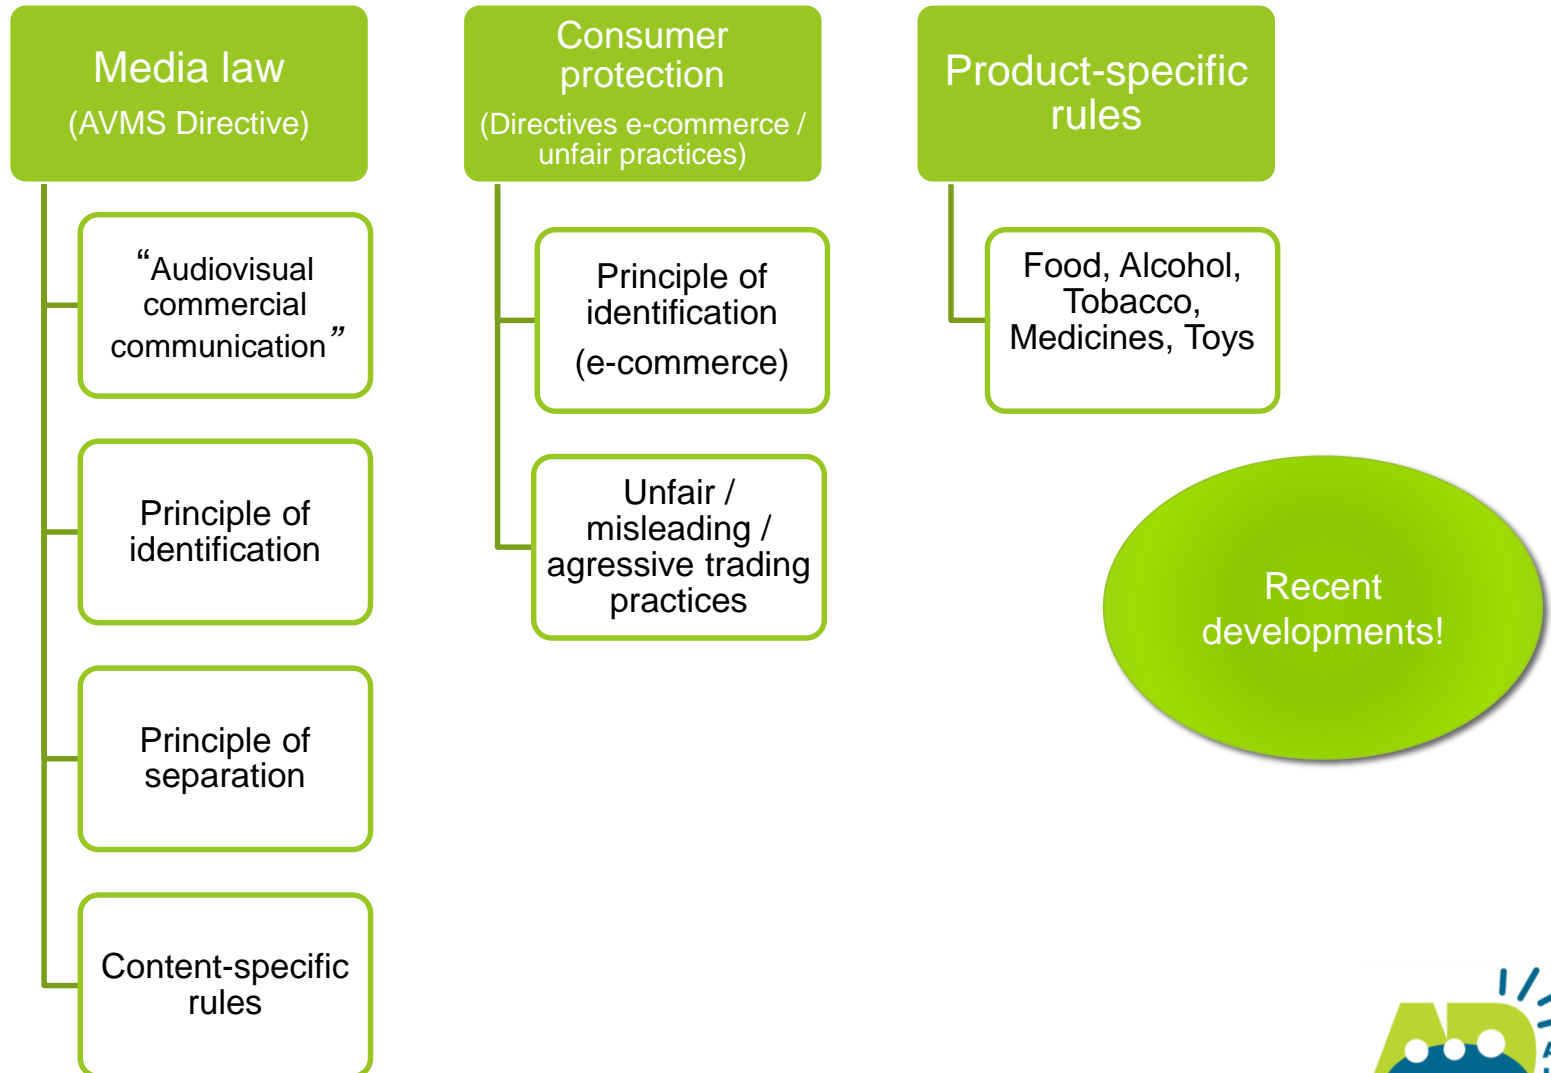 Media law
(AVMS Directive)
“Audiovisual
commercial
communication”
Principle of
identification
Principle of
separation
Content-specific
rules
Consumer
protection
(Directives e-commerce /
unfair practices)
Principle of
identification
(e-commerce)
Unfair /
misleading /
agressive trading
practices
Product-specific
rules
Food, Alcohol,
Tobacco,
Medicines, Toys
Recent
developments!
AD